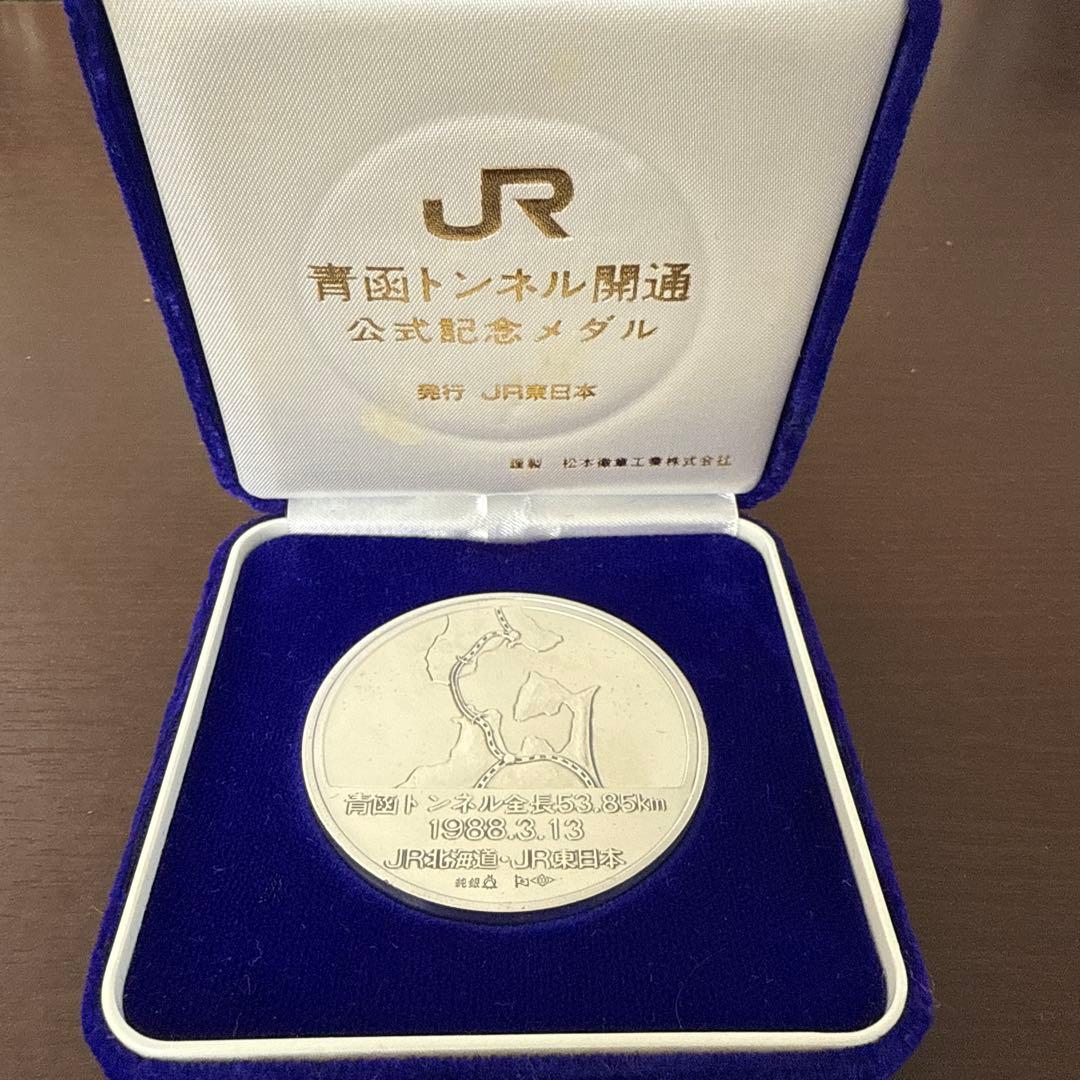 JR
青函トンネル開通
公式記念メダル
発行 JR東日本
謹製 松本徽章工業株式会社
青函トンネル全長53.85km
1988.3.13
JR北海道・JR東日本
純銀